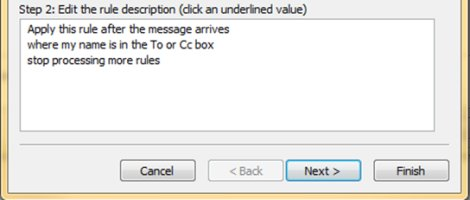 Step 2: Edit the rule description (click an underlined value)
Apply this rule after the message arrives
where my name is in the To or Cc box
stop processing more rules
Cancel
< Back
Next >
Finish